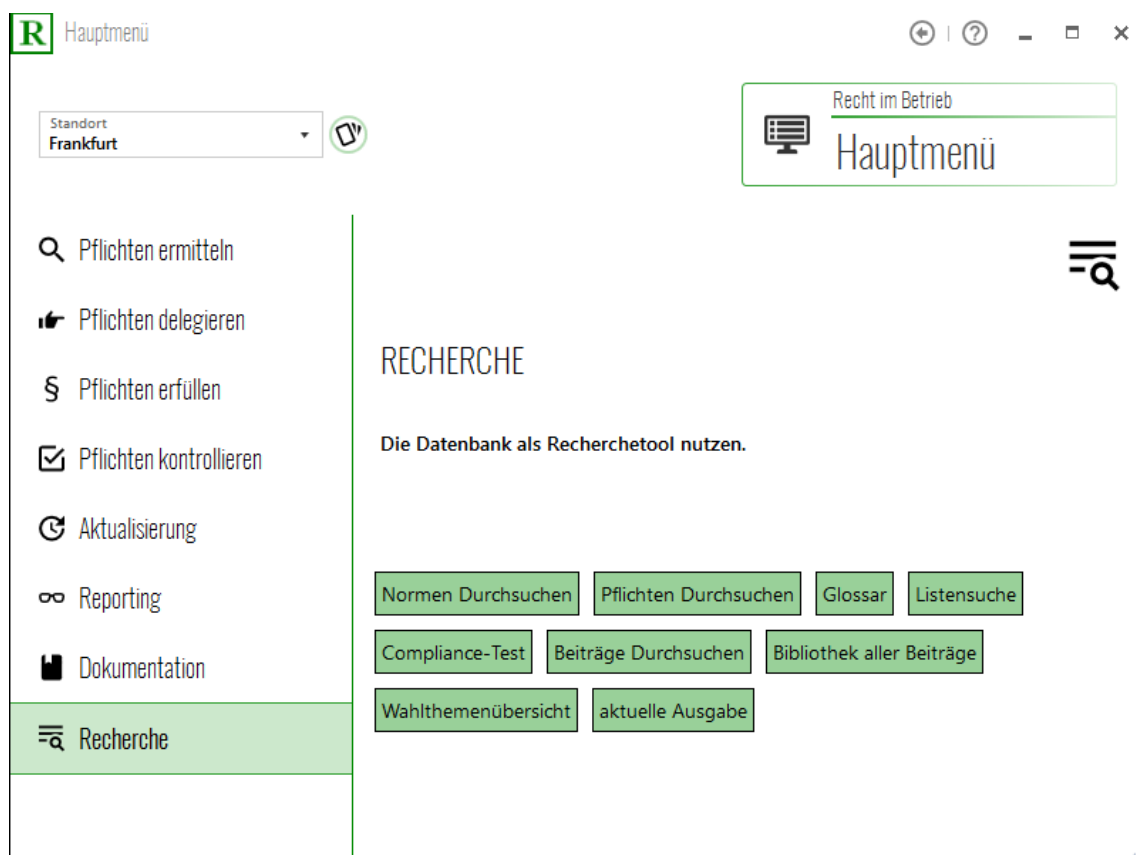 R Hauptmenü
Standort
Frankfurt
Recht im Betrieb
Hauptmenü
Pflichten ermitteln
Pflichten delegieren
§ Pflichten erfüllen
Pflichten kontrollieren
Aktualisierung
Reporting
Dokumentation
Recherche
RECHERCHE
Die Datenbank als Recherchetool nutzen.
Normen Durchsuchen Pflichten Durchsuchen Glossar Listensuche
Compliance-Test Beiträge Durchsuchen Bibliothek aller Beiträge
Wahlthemenübersicht aktuelle Ausgabe